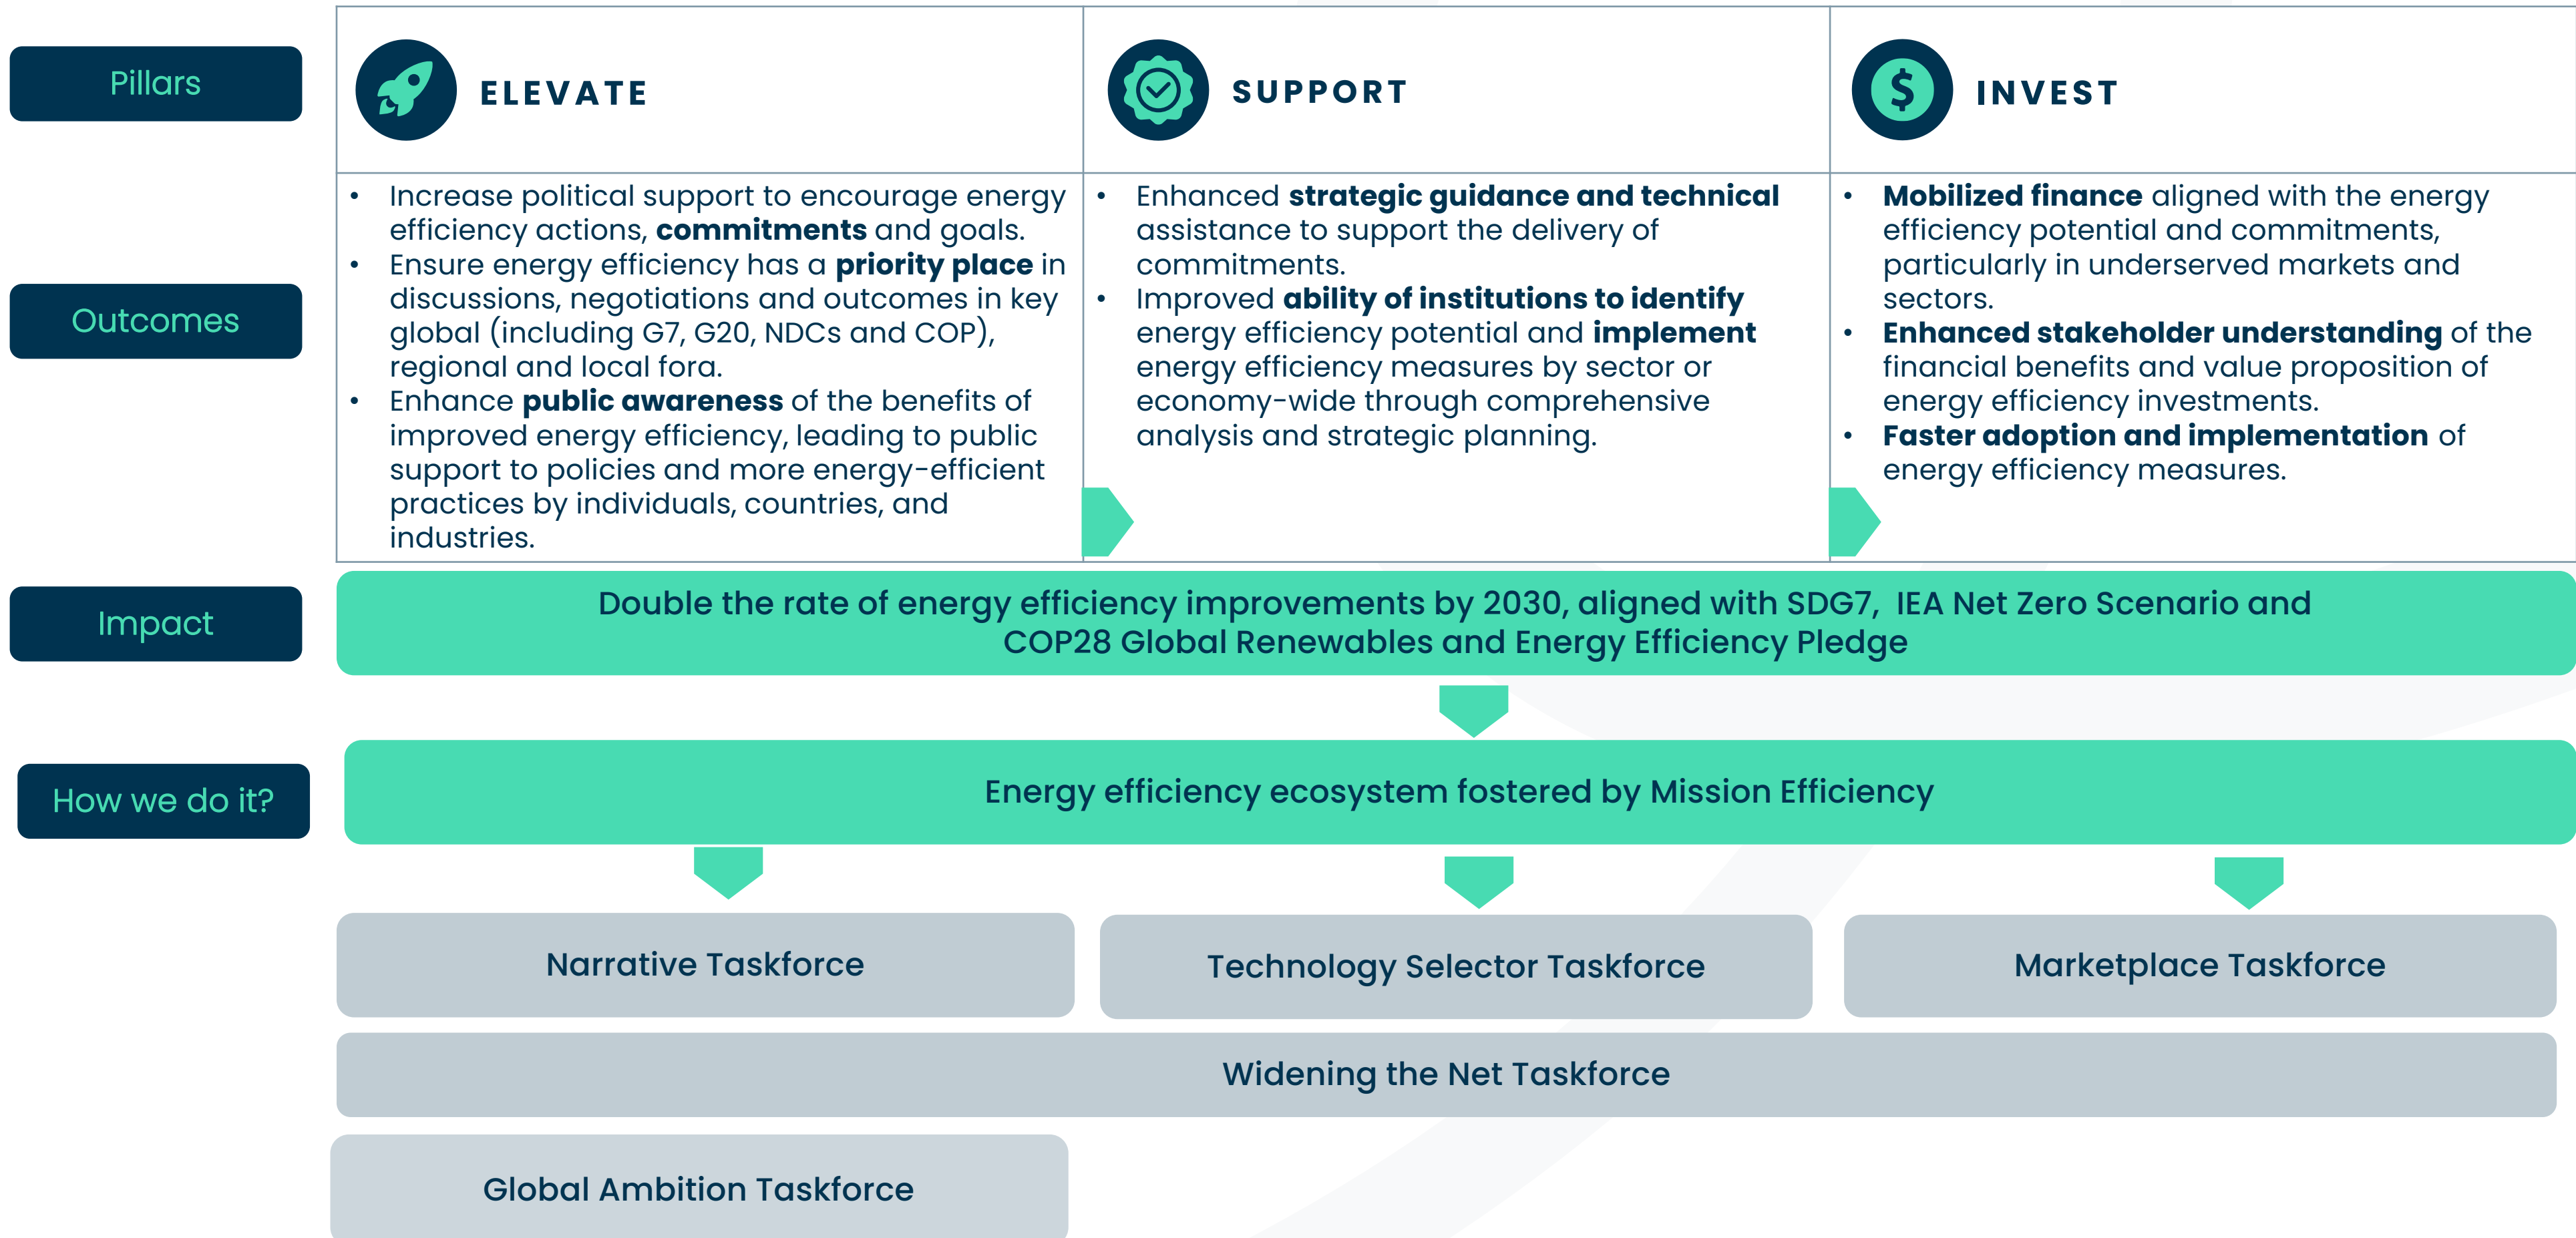 Pillars
ELEVATE
SUPPORT
INVEST
Outcomes
• Increase political support to encourage energy
efficiency actions, commitments and goals.
• Ensure energy efficiency has a priority place in
discussions, negotiations and outcomes in key
global (including G7, G20, NDCs and COP),
regional and local fora.
• Enhance public awareness of the benefits of
improved energy efficiency, leading to public
support to policies and more energy-efficient
practices by individuals, countries, and
industries.
• Enhanced strategic guidance and technical
assistance to support the delivery of
commitments.
• Improved ability of institutions to identify
energy efficiency potential and implement
energy efficiency measures by sector or
economy-wide through comprehensive
analysis and strategic planning.
• Mobilized finance aligned with the energy
efficiency potential and commitments,
particularly in underserved markets and
sectors.
• Enhanced stakeholder understanding of the
financial benefits and value proposition of
energy efficiency investments.
• Faster adoption and implementation of
energy efficiency measures.
Impact
Double the rate of energy efficiency improvements by 2030, aligned with SDG7, IEA Net Zero Scenario and
COP28 Global Renewables and Energy Efficiency Pledge
How we do it?
Energy efficiency ecosystem fostered by Mission Efficiency
Narrative Taskforce
Technology Selector Taskforce
Marketplace Taskforce
Widening the Net Taskforce
Global Ambition Taskforce